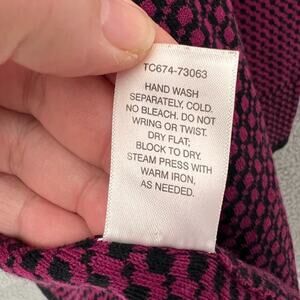 TC674-73063
HAND WASH
SEPARATELY, COLD.
NO BLEACH. DO NOT
WRING OR TWIST.
DRY FLAT;
BLOCK TO DRY.
STEAM PRESS WITH
WARM IRON,
AS NEEDED.